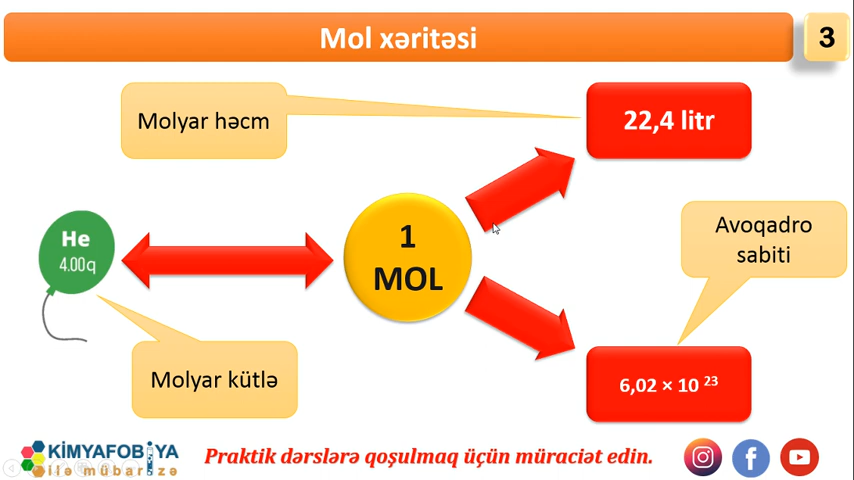 Mol xəritəsi
3
Molyar həcm
22,4 litr
He
4.00q
1
MOL
Avoqadro
sabiti
Molyar kütlə
6,02 × 10 ²³
KİMYAFOBİYA
ilə mübarizə
Praktik dərslərə qoşulmaq üçün müraciət edin.